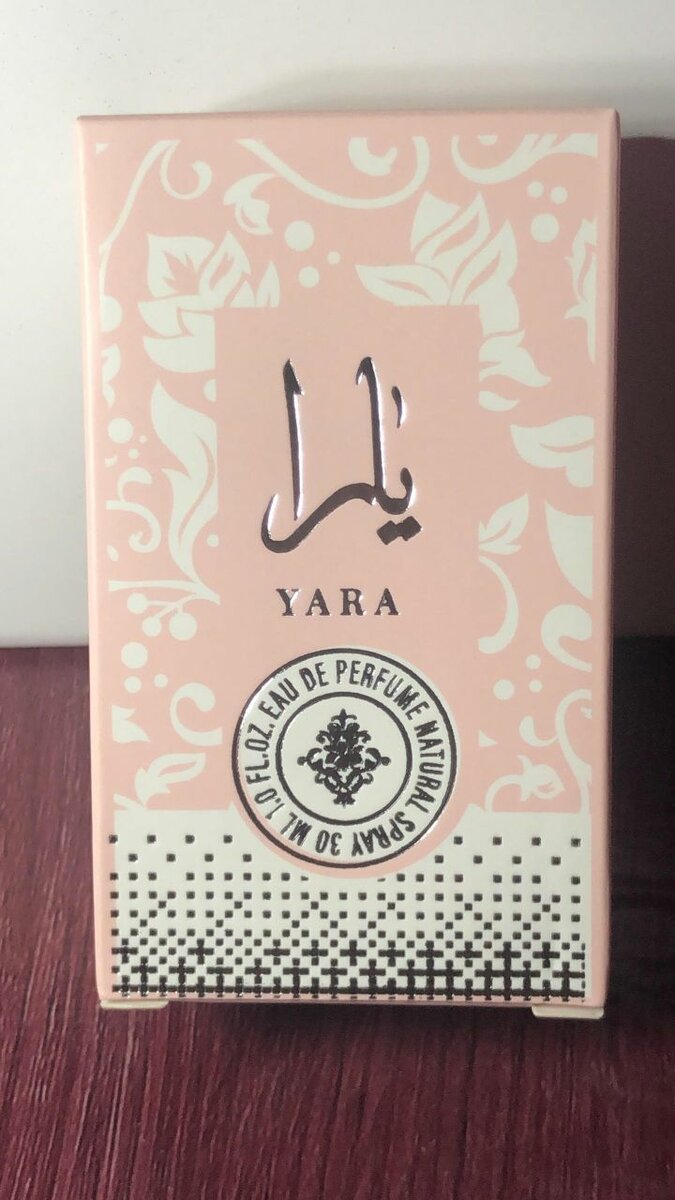 يارا
YARA
EAU DE PERFUME NATURAL SPRAY 30 ML 1.0 FL.OZ.